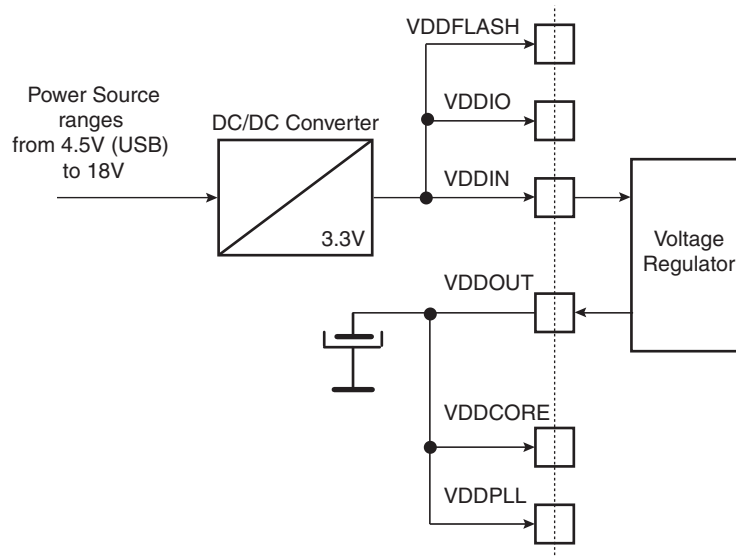 VDDFLASH
Power Source
ranges
from 4.5V (USB)
to 18V
DC/DC Converter
3.3V
VDDIO
VDDIN
Voltage
Regulator
VDDOUT
VDDCORE
VDDPLL